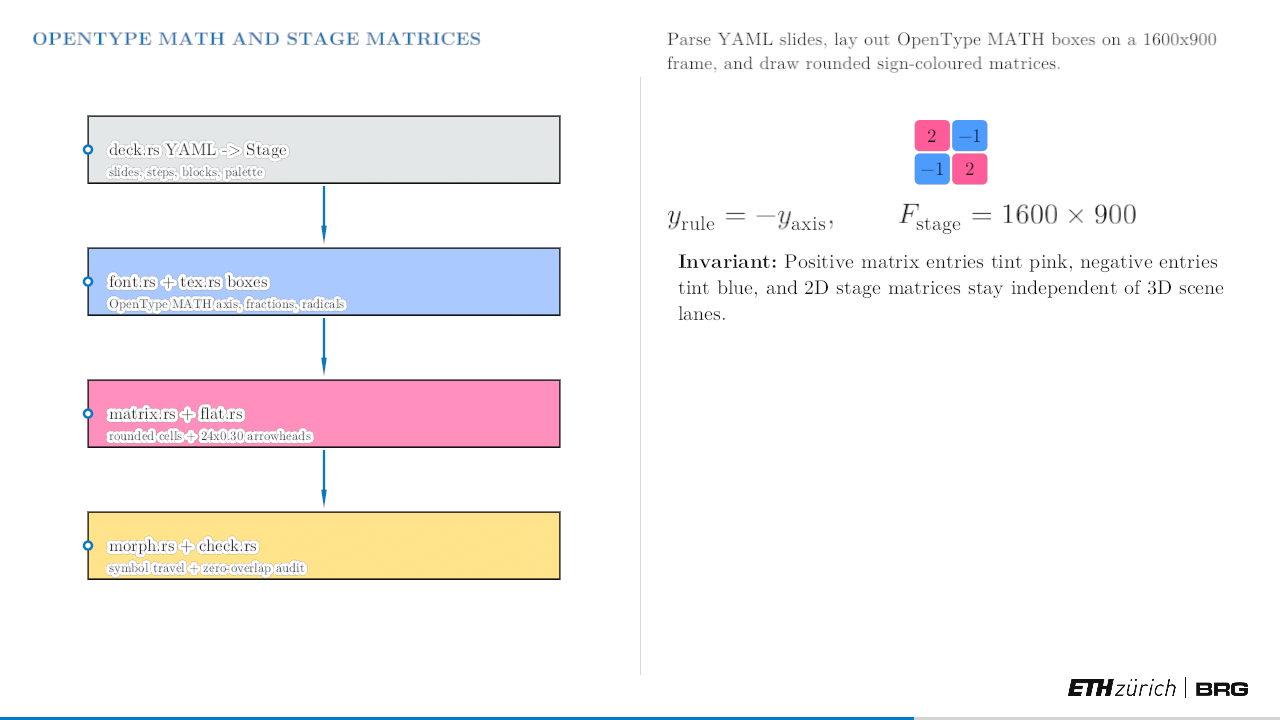 OPENTYPE MATH AND STAGE MATRICES
deck.rs YAML -> Stage
slides, steps, blocks, palette
font.rs + tex.rs boxes
OpenType MATH axis, fractions, radicals
matrix.rs + flat.rs
rounded cells + 24x0.30 arrowheads
morph.rs + check.rs
symbol travel + zero-overlap audit
Parse YAML slides, lay out OpenType MATH boxes on a 1600x900
frame, and draw rounded sign-coloured matrices.
2 −1
−1 2
y_rule = −y_axis, F_stage = 1600 × 900
Invariant: Positive matrix entries tint pink, negative entries
tint blue, and 2D stage matrices stay independent of 3D scene
lanes.
ETH zürich | BRG